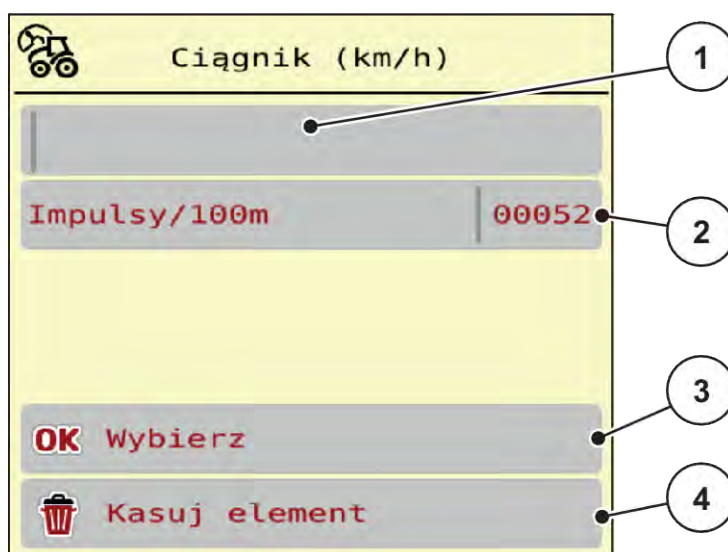 Ciągnik (km/h)
1
Impulsy/100m 00052
2
OK Wybierz
3
Kasuj element
4